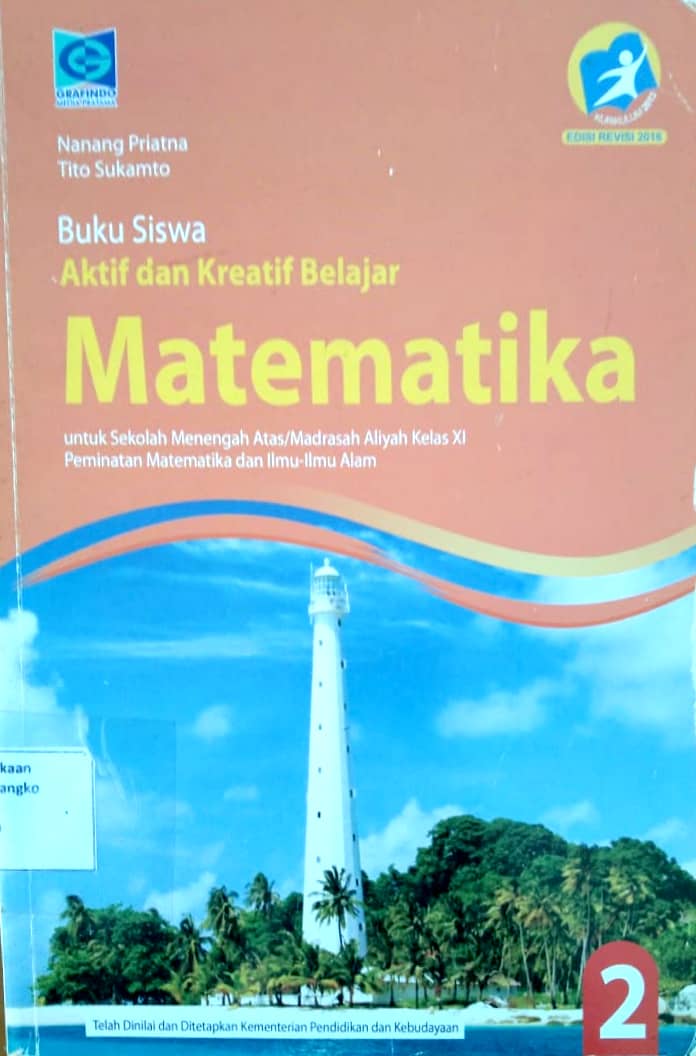 GRAFINDO
MEDIA PRATAMA
KURIKULUM 2013
EDISI REVISI 2016
Nanang Priatna
Tito Sukamto
Buku Siswa
Aktif dan Kreatif Belajar
Matematika
untuk Sekolah Menengah Atas/Madrasah Aliyah Kelas XI
Peminatan Matematika dan Ilmu-Ilmu Alam
kaan
angko
2
Telah Dinilai dan Ditetapkan Kementerian Pendidikan dan Kebudayaan